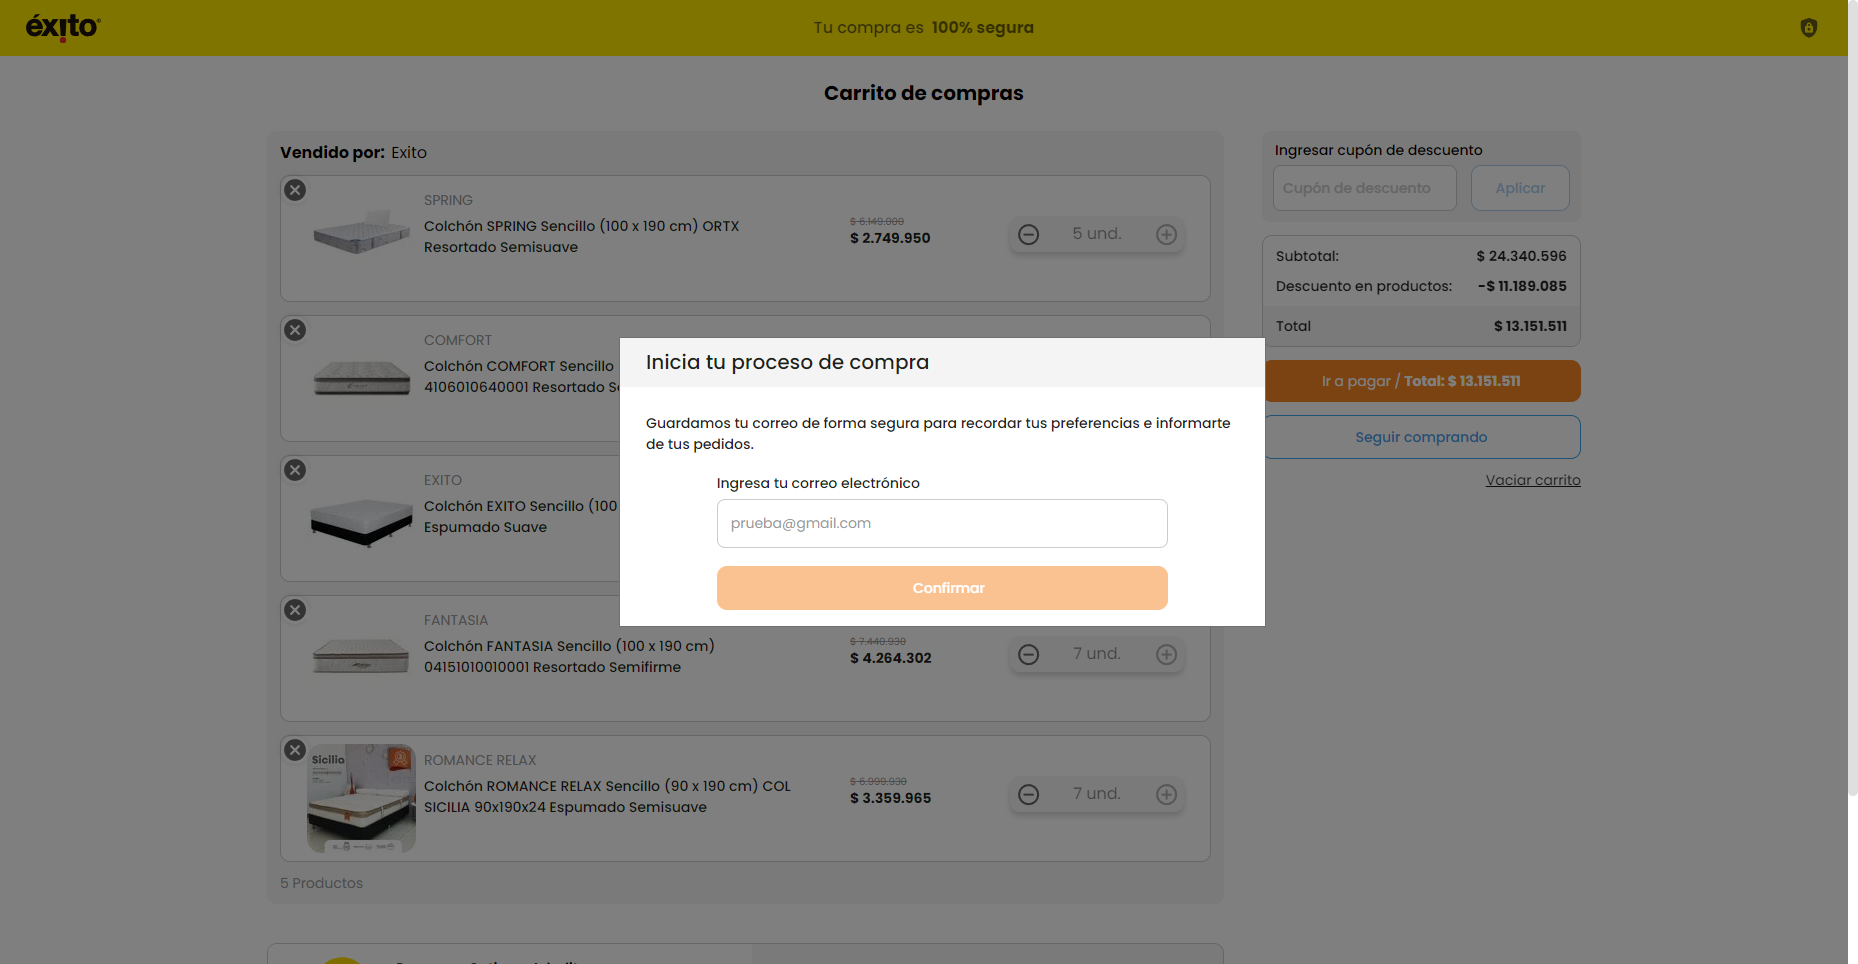 éxito
Tu compra es 100% segura
Carrito de compras
Vendido por: Exito
SPRING
Colchón SPRING Sencillo (100 x 190 cm) ORTX
Resortado Semisuave
$ 6.149.000
$ 2.749.950
5 und.
COMFORT
Colchón COMFORT Sencillo
4106010640001 Resortado
EXITO
Colchón EXITO Sencillo (100
Espumado Suave
FANTASIA
Colchón FANTASIA Sencillo (100 x 190 cm)
04151010010001 Resortado Semifirme
$ 7.440.930
$ 4.264.302
7 und.
Sicilia
ROMANCE RELAX
Colchón ROMANCE RELAX Sencillo (90 x 190 cm) COL
SICILIA 90x190x24 Espumado Semisuave
$ 6.999.930
$ 3.359.965
7 und.
5 Productos
Ingresar cupón de descuento
Cupón de descuento
Aplicar
Subtotal: $ 24.340.596
Descuento en productos: -$ 11.189.085
Total $ 13.151.511
Ir a pagar / Total: $ 13.151.511
Seguir comprando
Vaciar carrito
Inicia tu proceso de compra
Guardamos tu correo de forma segura para recordar tus preferencias e informarte
de tus pedidos.
Ingresa tu correo electrónico
prueba@gmail.com
Confirmar